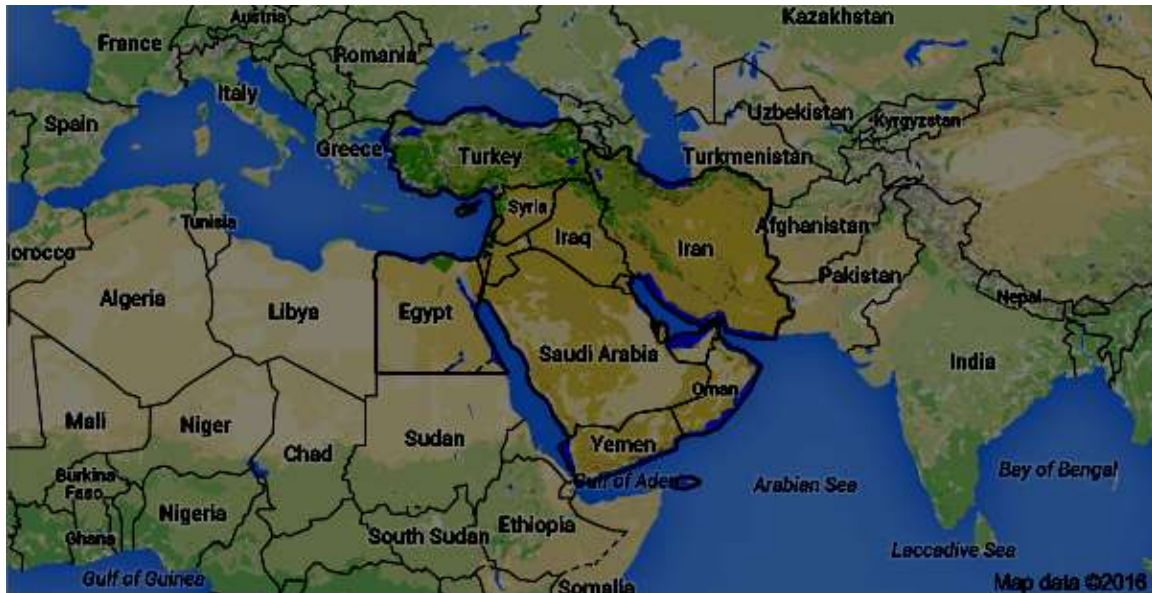 Austria
Kazakhstan
France
Romania
Italy
Uzbekistan
Kyrgyzstan
Spain
Greece
Turkey
Turkmenistan
Tunisia
Syria
Afghanistan
Iraq
Iran
Morocco
Pakistan
Algeria
Libya
Egypt
Nepal
Saudi Arabia
India
Oman
Mali
Niger
Sudan
Yemen
Chad
Burkina
Faso
Gulf of Aden
Arabian Sea
Bay of Bengal
Nigeria
Ethiopia
Ghana
South Sudan
Laccadive Sea
Gulf of Guinea
Somalia
Map data ©2016